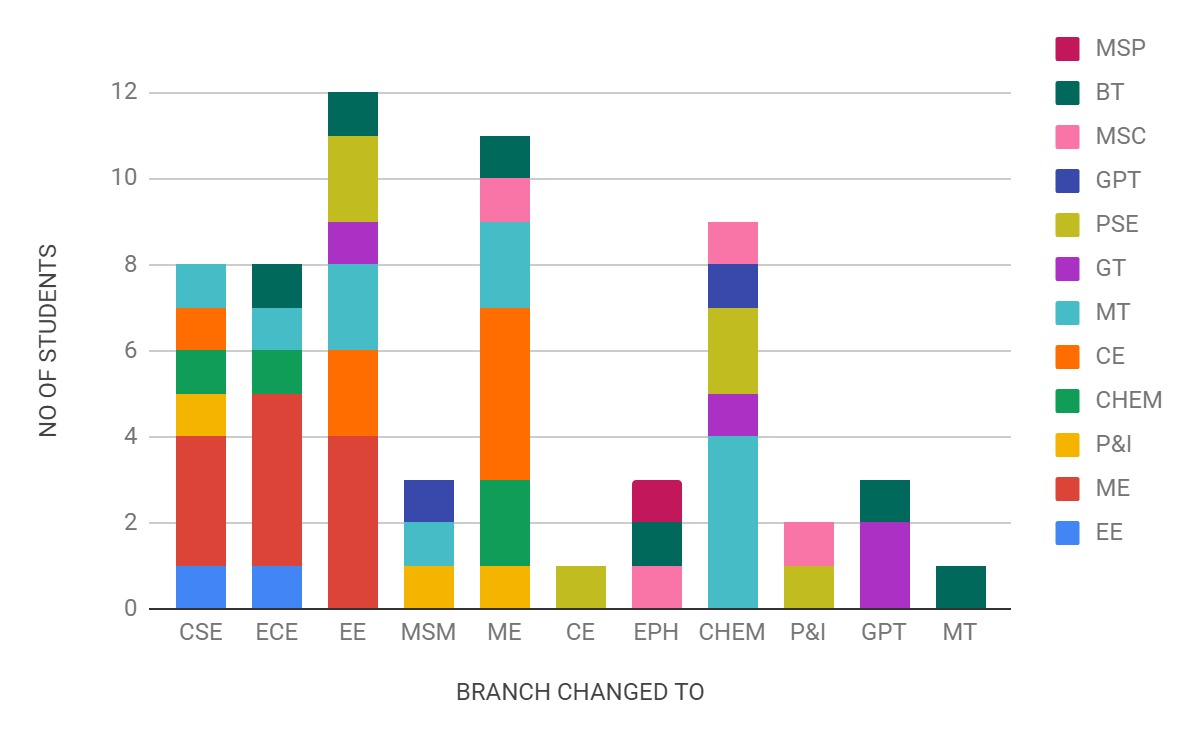 NO OF STUDENTS
12
10
8
6
4
2
0
CSE ECE EE MSM ME CE EPH CHEM P&I GPT MT
BRANCH CHANGED TO
MSP
BT
MSC
GPT
PSE
GT
MT
CE
CHEM
P&I
ME
EE